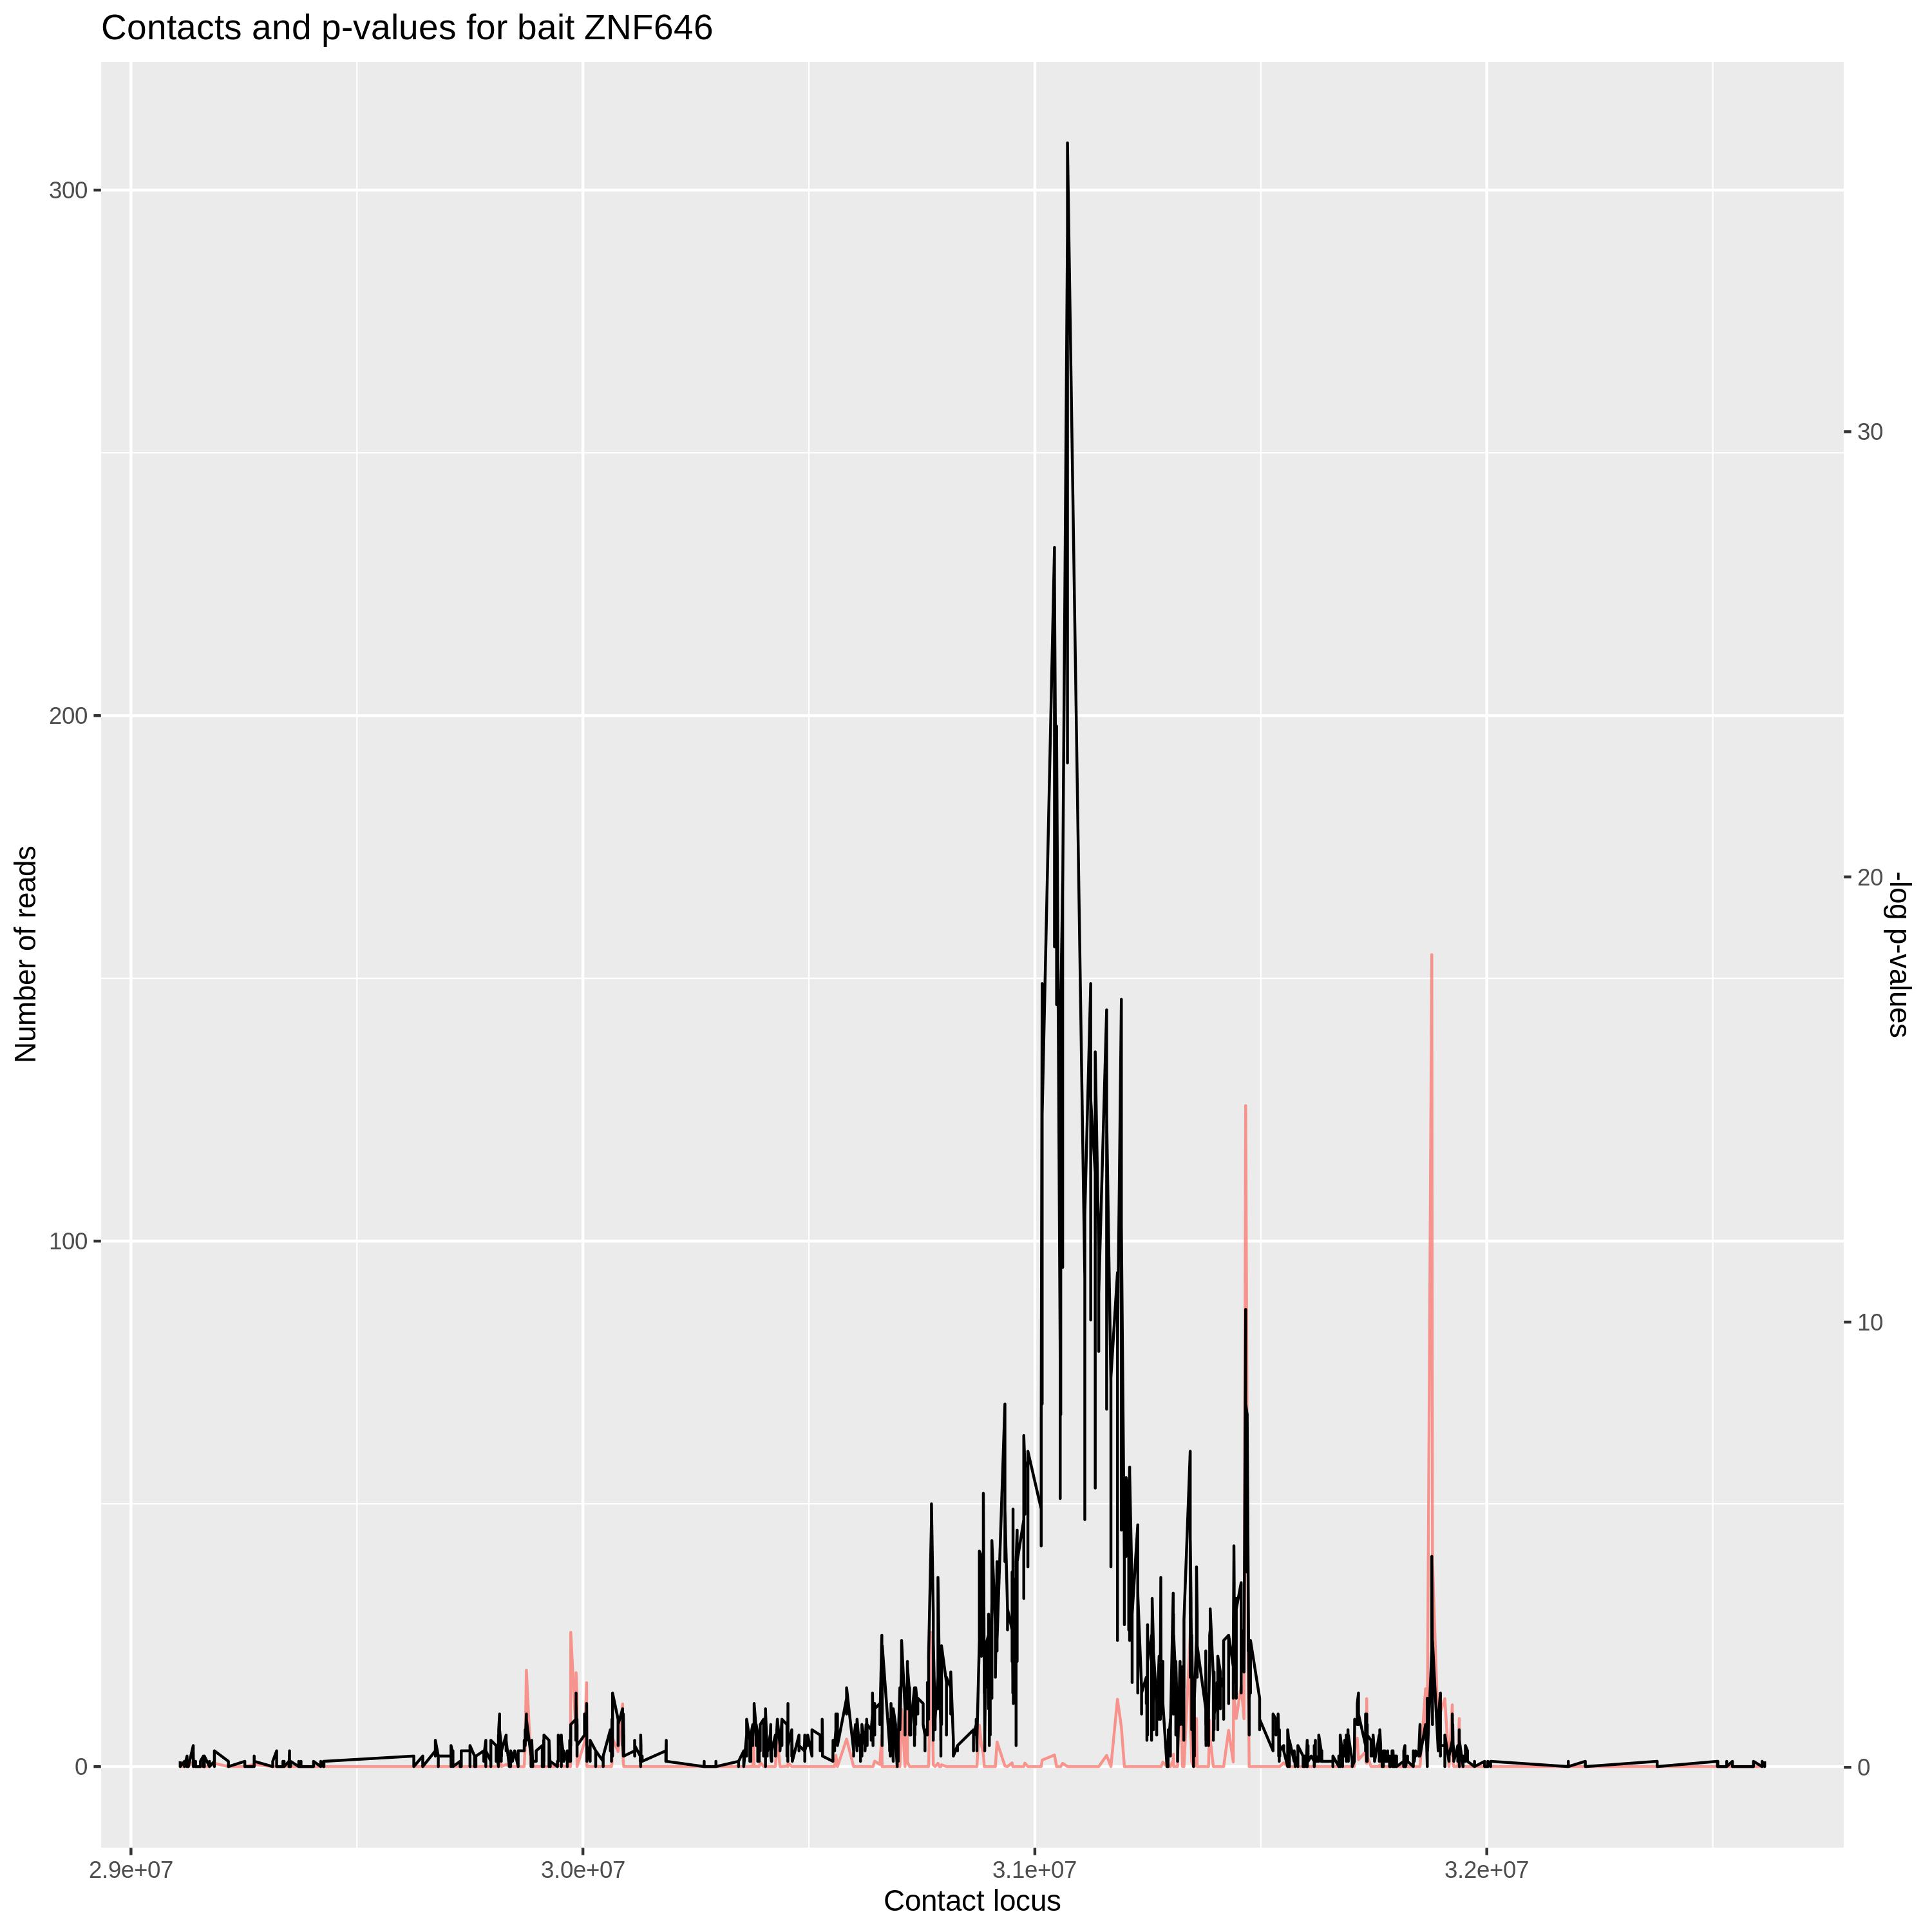 Contacts and p-values for bait ZNF646
300
200
100
0
30
20
10
0
Number of reads
-log p-values
2.9e+07 3.0e+07 3.1e+07 3.2e+07
Contact locus